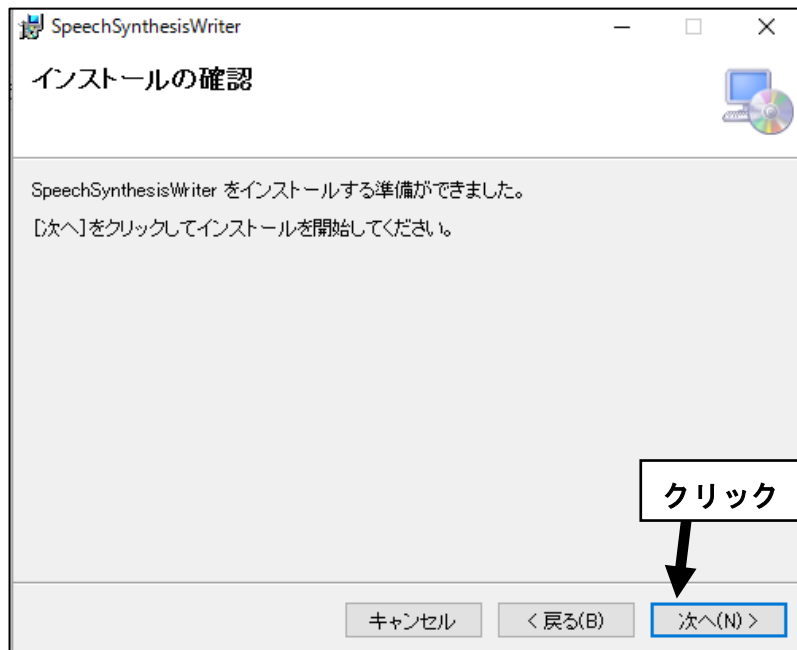 SpeechSynthesisWriter
インストールの確認
SpeechSynthesisWriter をインストールする準備ができました。
[次へ]をクリックしてインストールを開始してください。
クリック
キャンセル
< 戻る(B)
次へ(N) >